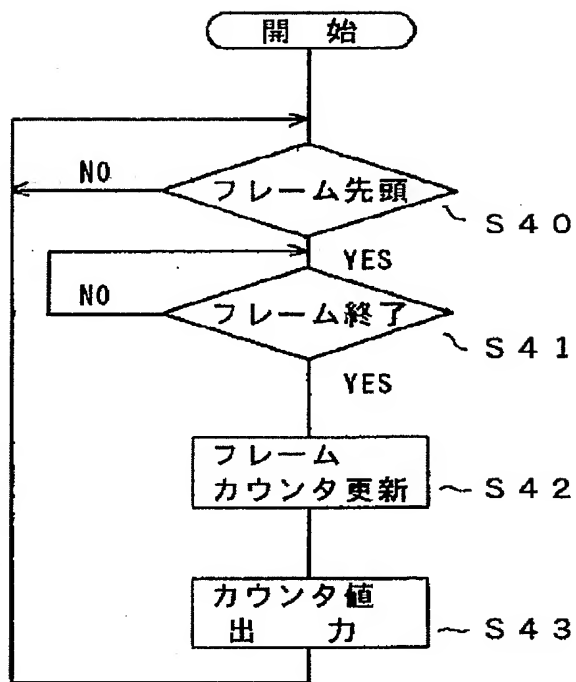 開 始
NO
フレーム先頭
S40
YES
NO
フレーム終了
S41
YES
フレーム
カウンタ更新
S42
カウンタ値
出 力
S43